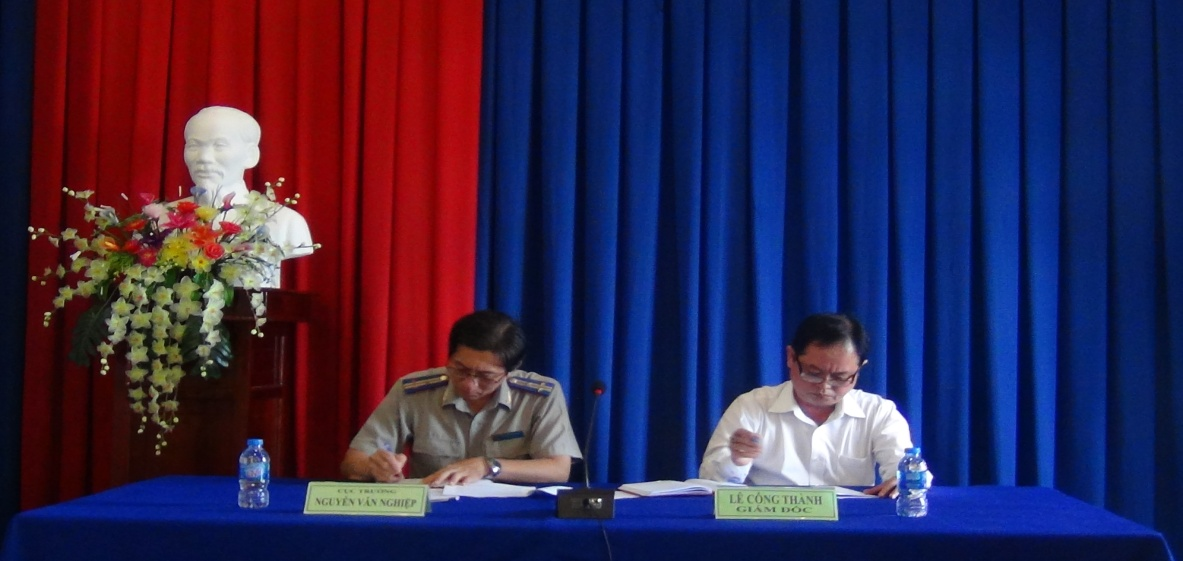 CỤC TRƯỞNG
NGUYỄN VĂN NGHIỆP
LÊ CÔNG THÀNH
GIÁM ĐỐC